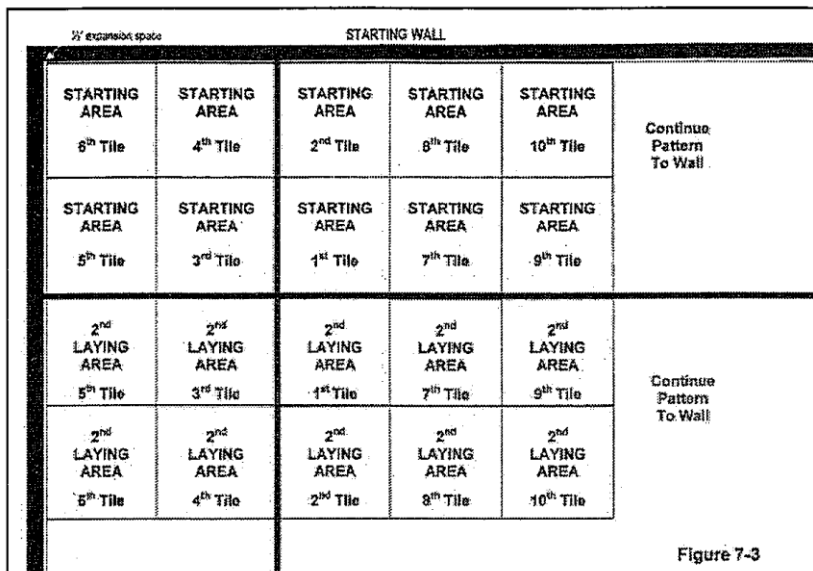 ½" expansion space
STARTING WALL
STARTING AREA
6th Tile
STARTING AREA
4th Tile
STARTING AREA
2nd Tile
STARTING AREA
8th Tile
STARTING AREA
10th Tile
Continue
Pattern
To Wall
STARTING AREA
5th Tile
STARTING AREA
3rd Tile
STARTING AREA
1st Tile
STARTING AREA
7th Tile
STARTING AREA
9th Tile
2nd
LAYING
AREA
5th Tile
2nd
LAYING
AREA
3rd Tile
2nd
LAYING
AREA
1st Tile
2nd
LAYING
AREA
7th Tile
2nd
LAYING
AREA
9th Tile
Continue
Pattern
To Wall
2nd
LAYING
AREA
6th Tile
2nd
LAYING
AREA
4th Tile
2nd
LAYING
AREA
2nd Tile
2nd
LAYING
AREA
8th Tile
2nd
LAYING
AREA
10th Tile
Figure 7-3